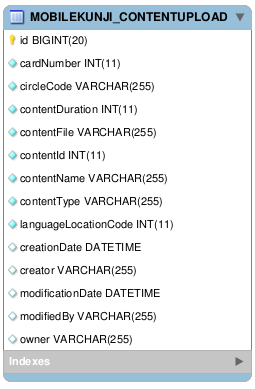 MOBILEKUNJI_CONTENTUPLOAD
id BIGINT(20)
cardNumber INT(11)
circleCode VARCHAR(255)
contentDuration INT(11)
contentFile VARCHAR(255)
contentId INT(11)
contentName VARCHAR(255)
contentType VARCHAR(255)
languageLocationCode INT(11)
creationDate DATETIME
creator VARCHAR(255)
modificationDate DATETIME
modifiedBy VARCHAR(255)
owner VARCHAR(255)
Indexes